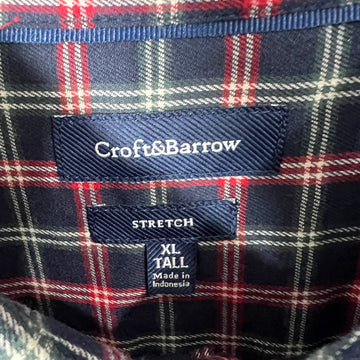 Croft&Barrow
STRETCH
XL
TALL
Made in
Indonesia